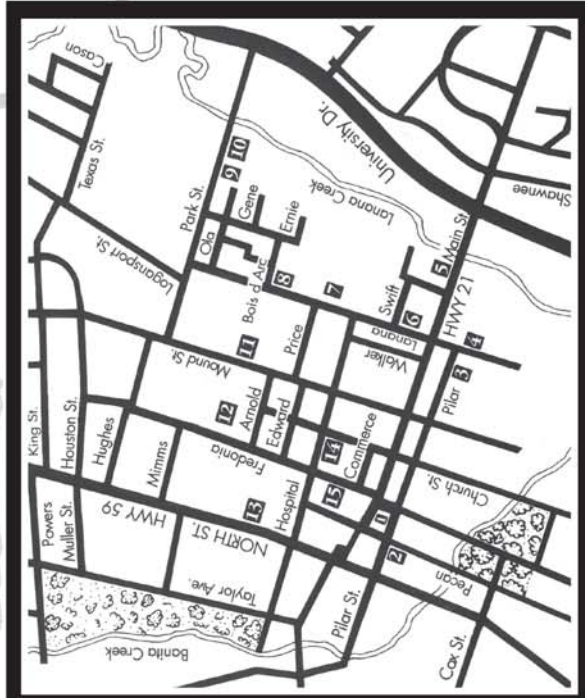 Cason
Texas St.
Logansport St.
Park St.
9
10
Gene
Ola
Ernie
Bois d'Arc
8
7
University Dr.
Lanana Creek
Shawnee
Main St.
5
HWY 21
4
Swift
6
Lanana
Walker
Price
11
Mound St.
Pilar
3
King St.
Houston St.
Hughes
Mimms
12
Arnold
Edward
Fredonia
14
Commerce
15
Hospital
13
Church St.
Powers
Muller St.
HWY 59
NORTH ST.
Taylor Ave.
1
2
Pecan
Pilar St.
Cox St.
Banita Creek